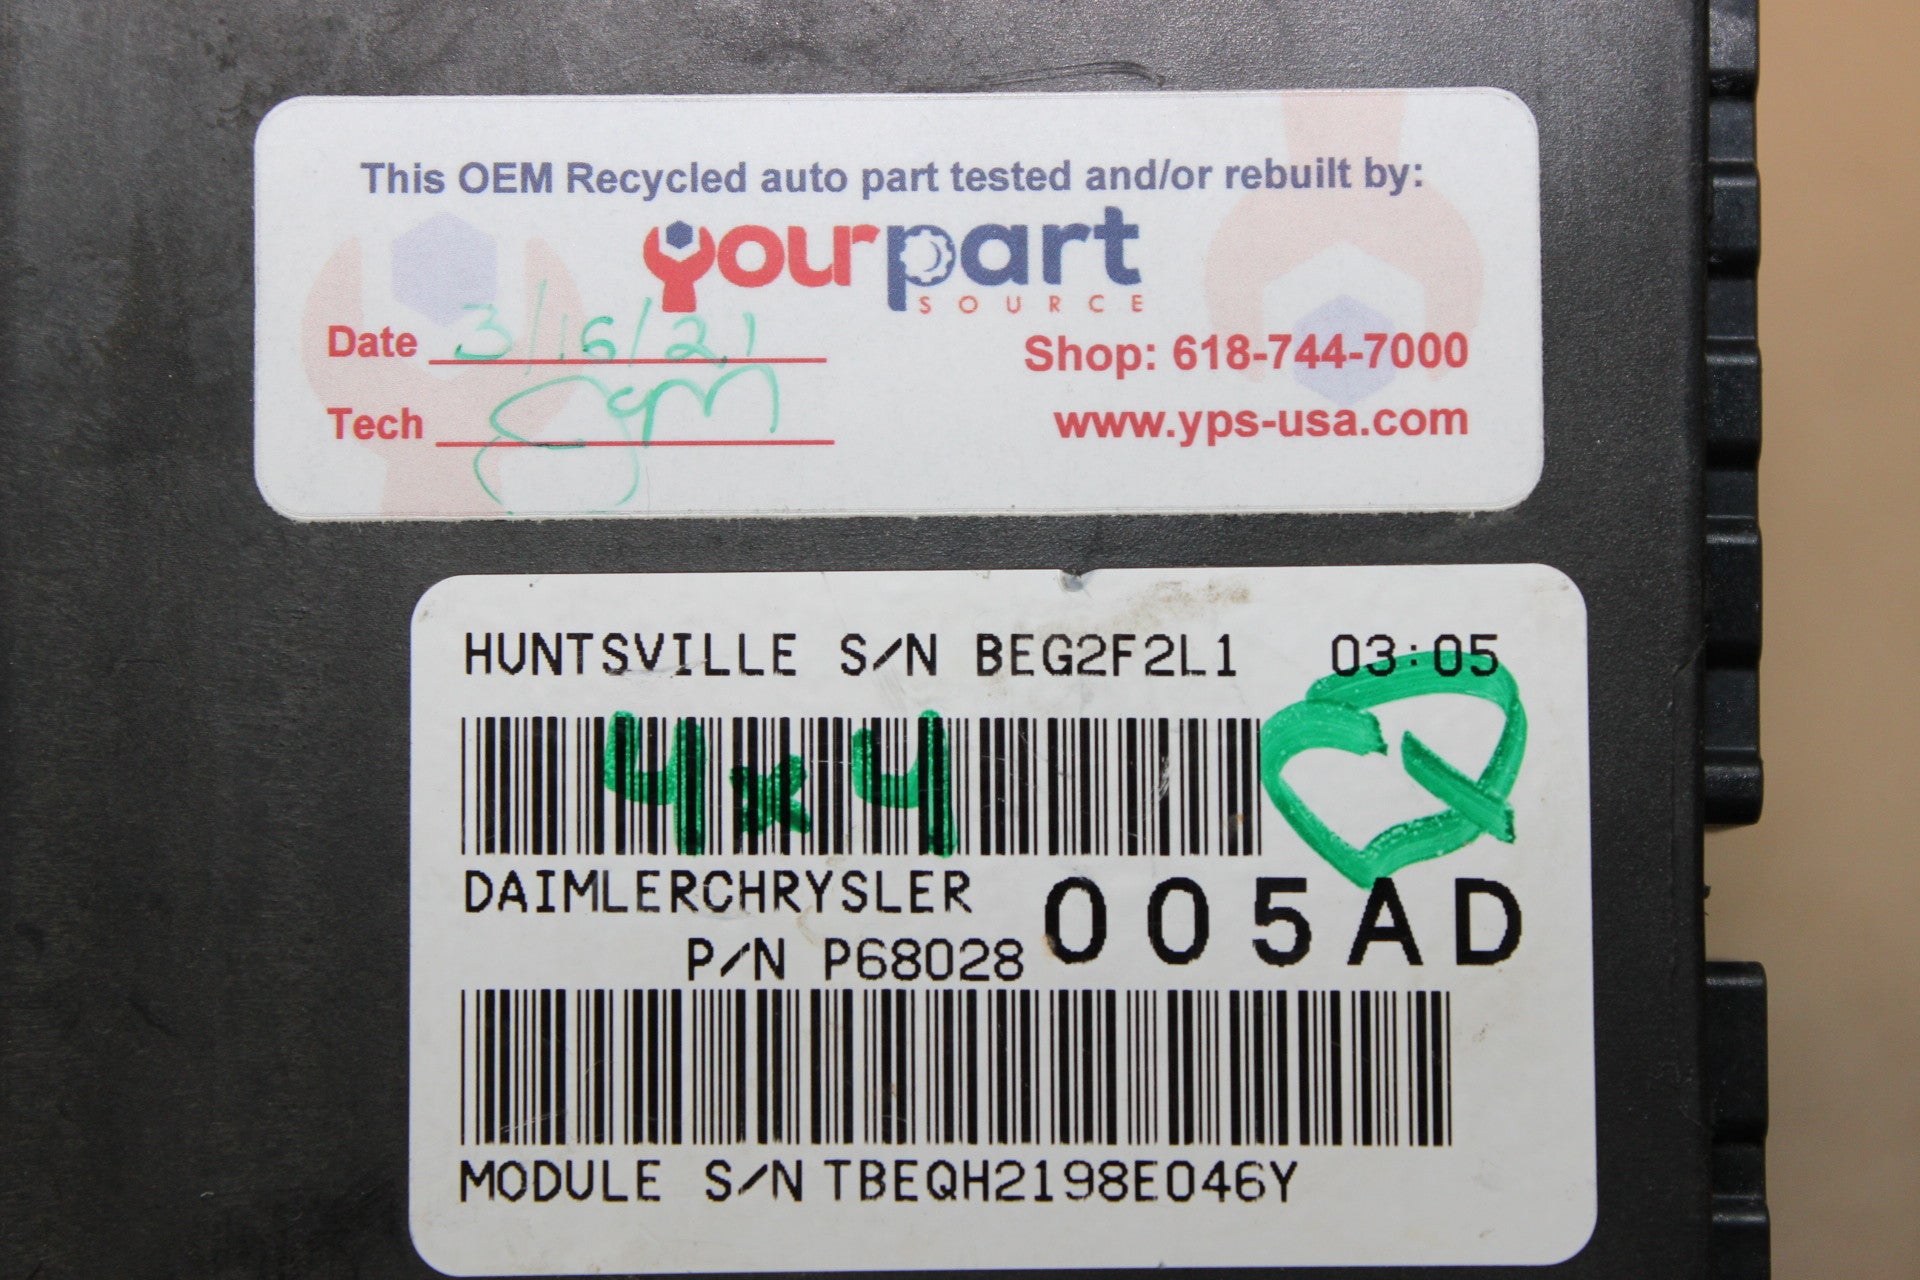 This OEM Recycled auto part tested and/or rebuilt by:
yourpart
SOURCE
Date 3/16/21
Shop: 618-744-7000
Tech
www.yps-usa.com
HUNTSVILLE S/N BEG2F2L1 03:05
4x4
DAIMLERCHRYSLER
P/N P68028 005AD
MODULE S/N TBEQH2198E046Y